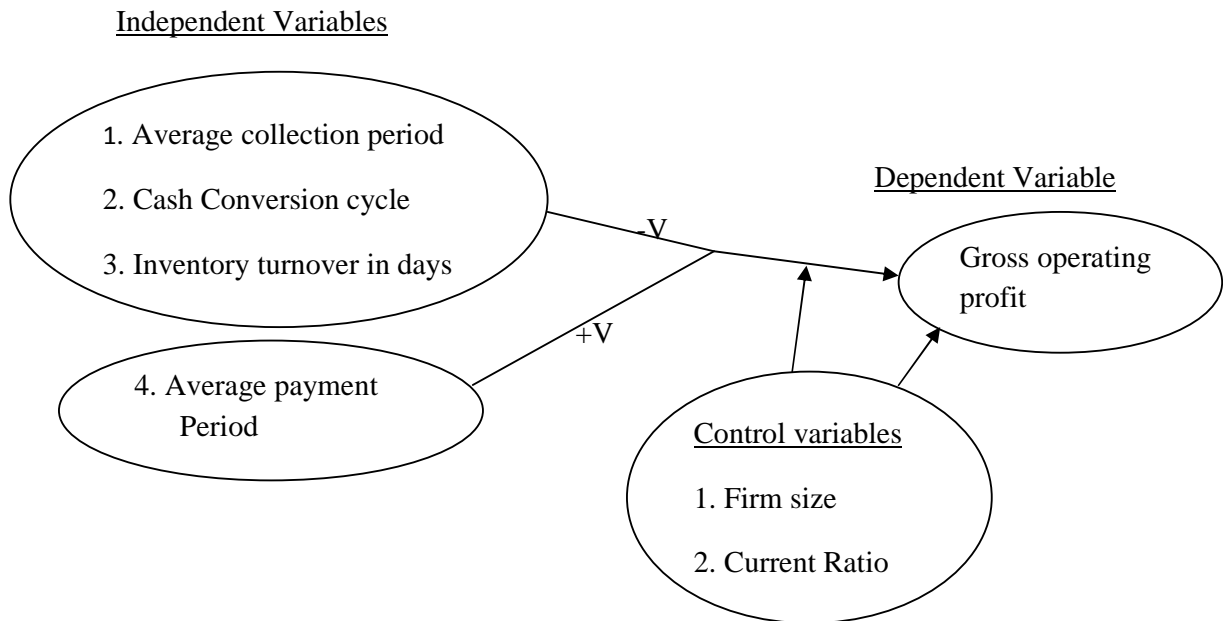 Independent Variables
1. Average collection period
2. Cash Conversion cycle
3. Inventory turnover in days
-V
+V
4. Average payment
Period
Dependent Variable
Gross operating
profit
Control variables
1. Firm size
2. Current Ratio